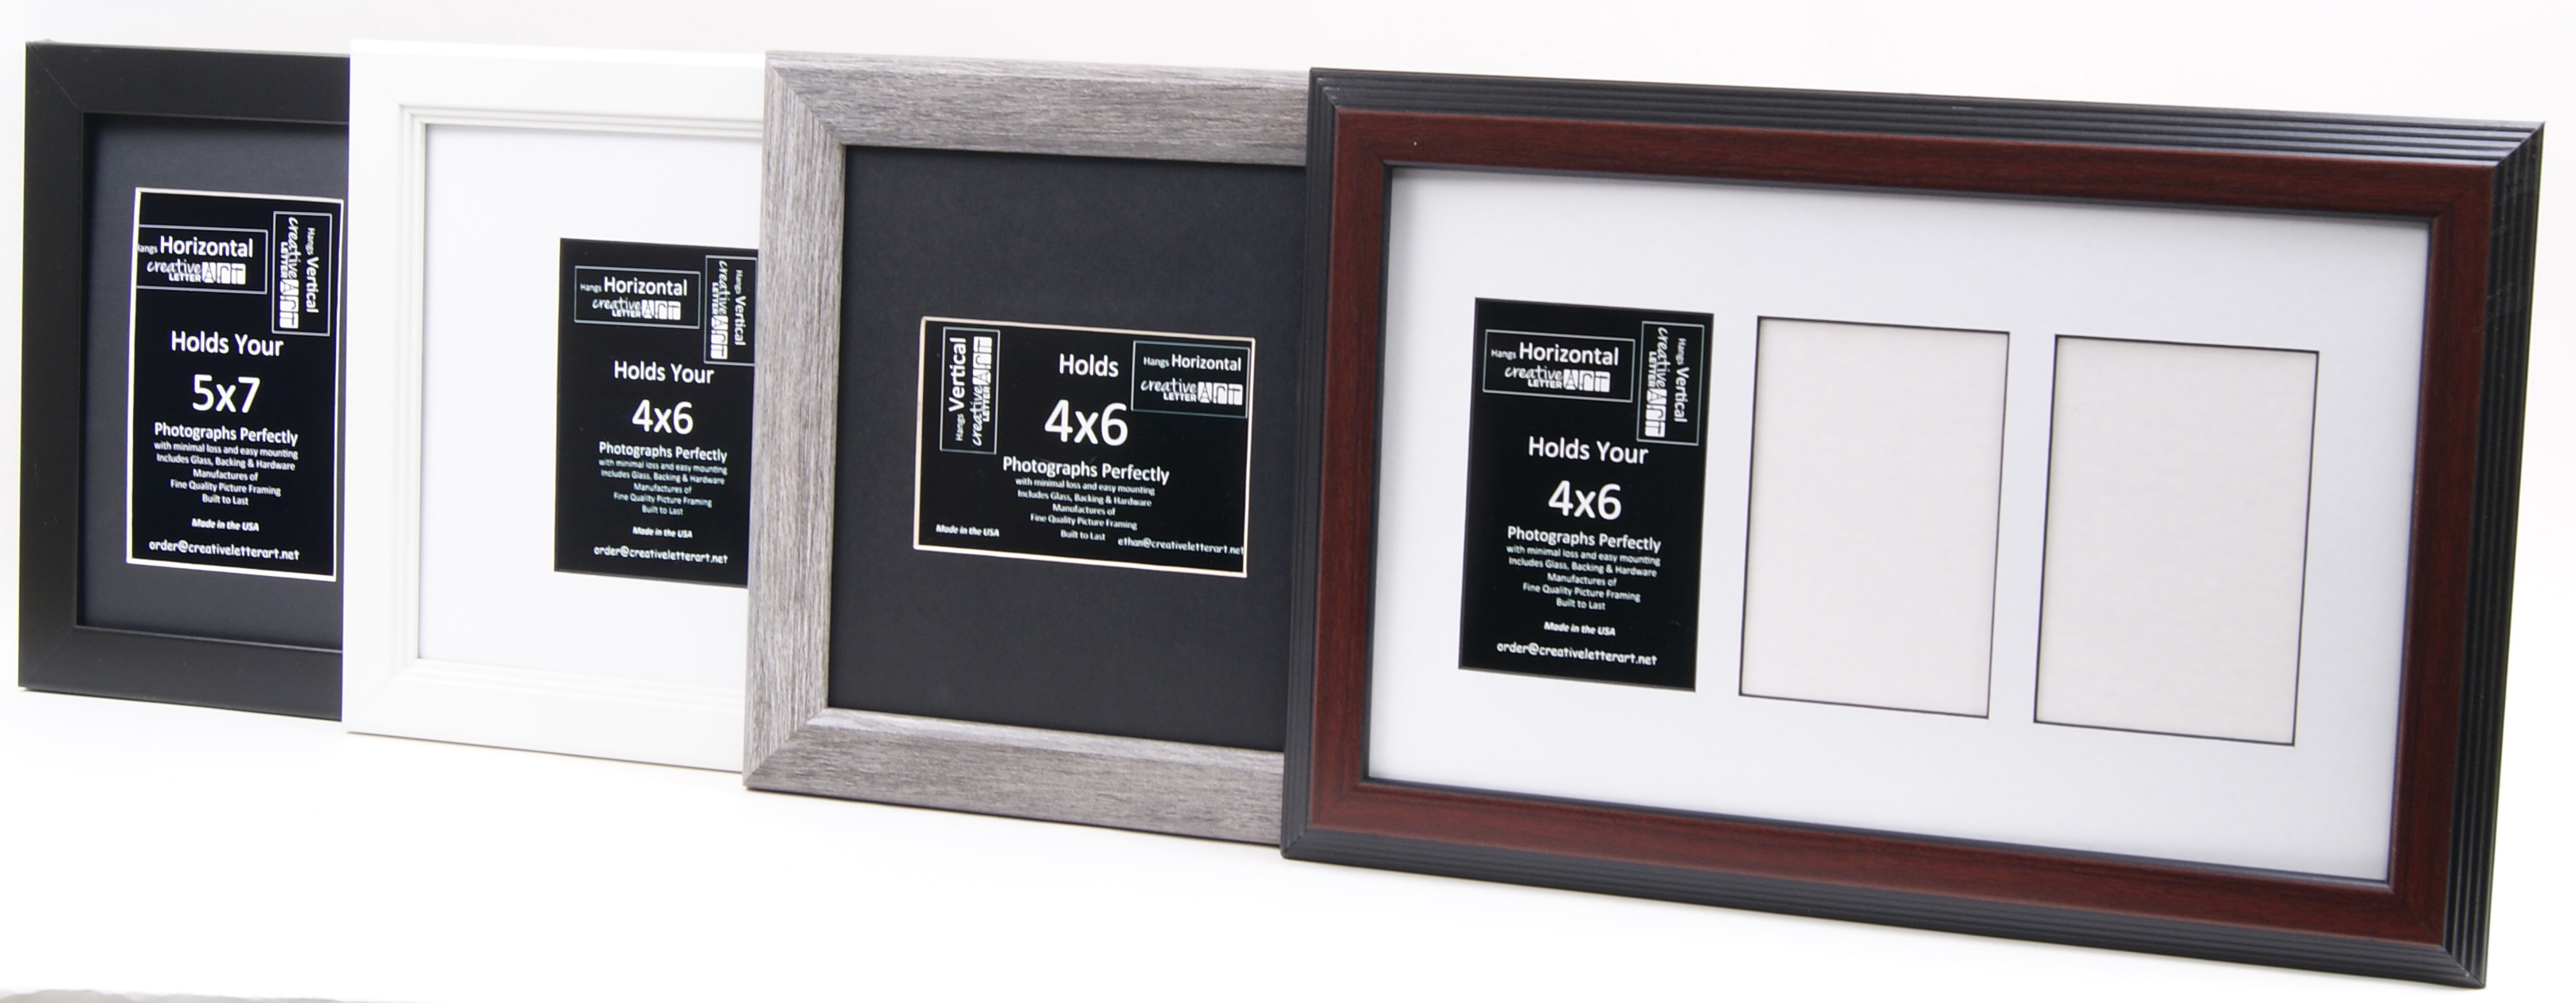 Hangs Horizontal
creative
LETTER ART
Hangs Vertical
creative
LETTER ART
Holds Your
5x7
Photographs Perfectly
with minimal loss and easy mounting
Includes Glass, Backing & Hardware
Manufactures of
Fine Quality Picture Framing
Built to Last
Made in the USA
order@creativeletterart.net
Hangs Horizontal
creative
LETTER ART
Hangs Vertical
creative
LETTER ART
Holds Your
4x6
Photographs Perfectly
with minimal loss and easy mounting
Includes Glass, Backing & Hardware
Manufactures of
Fine Quality Picture Framing
Built to Last
Made in the USA
order@creativeletterart.net
Hangs Vertical
creative
LETTER ART
Holds
Hangs Horizontal
creative
LETTER ART
4x6
Photographs Perfectly
with minimal loss and easy mounting
Includes Glass, Backing & Hardware
Manufactures of
Fine Quality Picture Framing
Made in the USA Built to Last ethan@creativeletterart.net
Hangs Horizontal
creative
LETTER ART
Hangs Vertical
creative
LETTER ART
Holds Your
4x6
Photographs Perfectly
with minimal loss and easy mounting
Includes Glass, Backing & Hardware
Manufactures of
Fine Quality Picture Framing
Built to Last
Made in the USA
order@creativeletterart.net